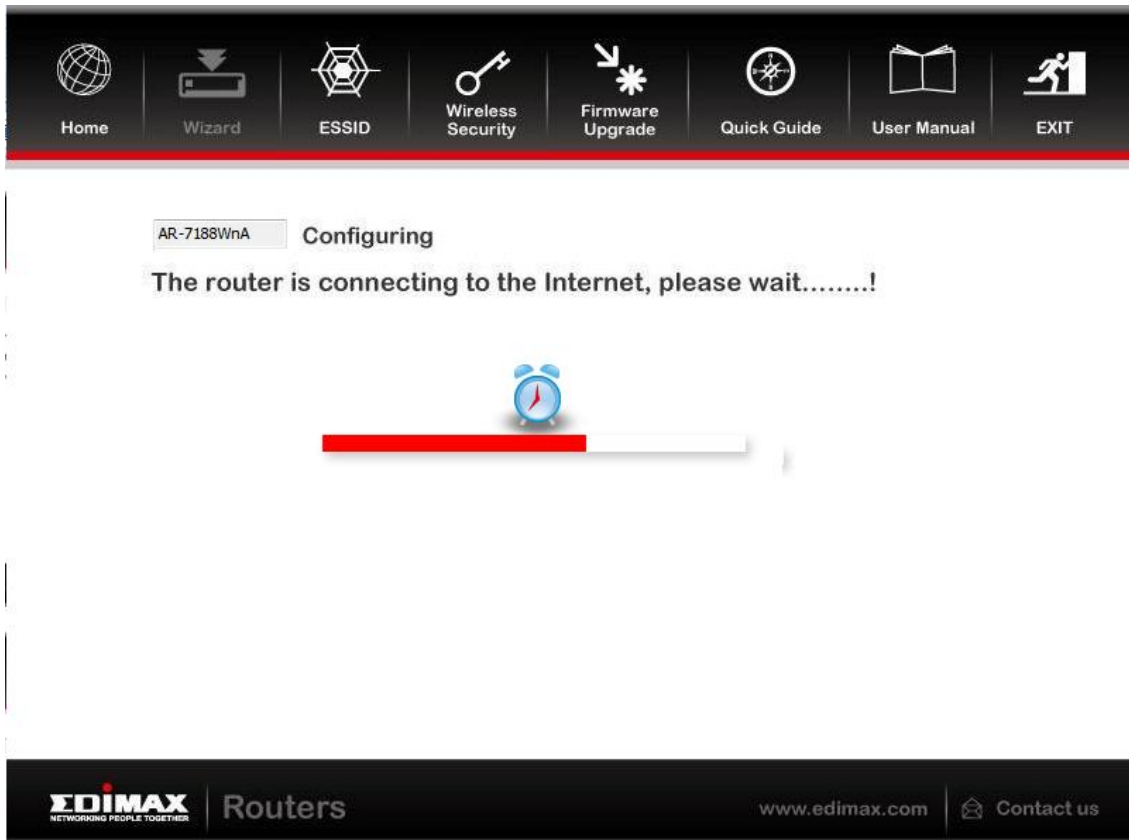 Home
Wizard
ESSID
Wireless
Security
Firmware
Upgrade
Quick Guide
User Manual
EXIT
AR-7188WnA
Configuring
The router is connecting to the Internet, please wait........!
EDiMAX
NETWORKING PEOPLE TOGETHER
Routers
www.edimax.com
Contact us